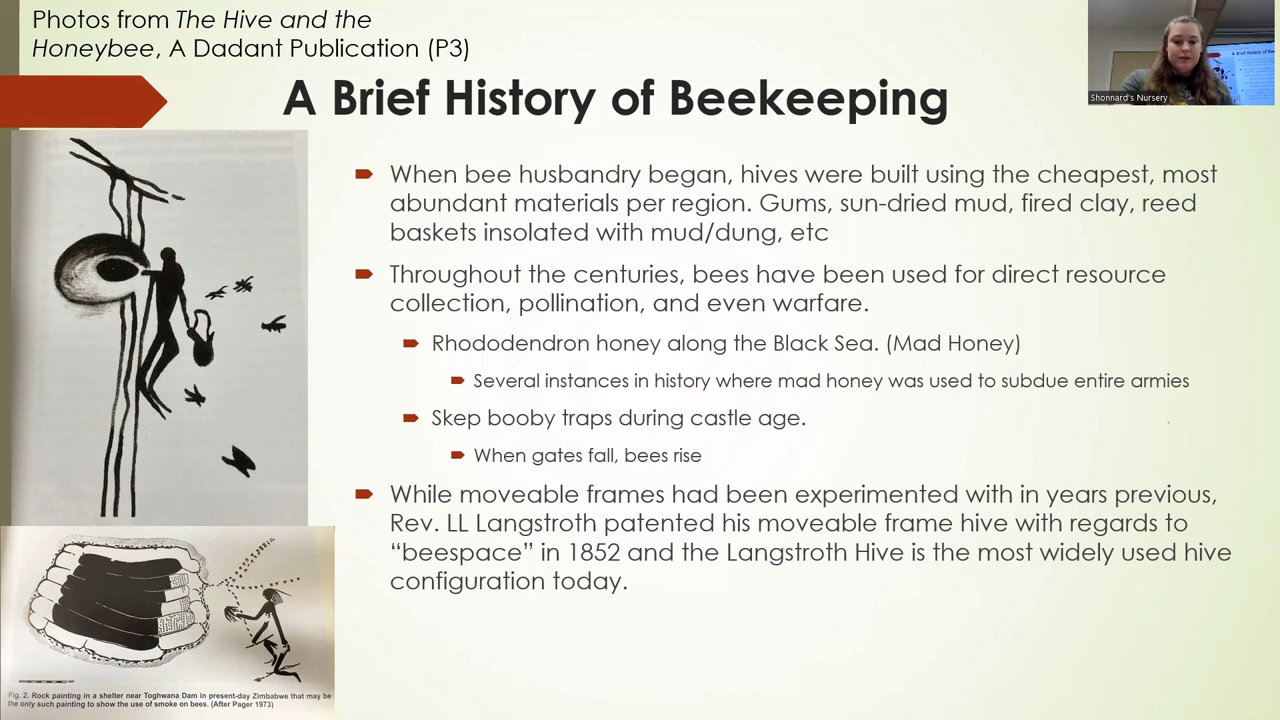 Photos from The Hive and the
Honeybee, A Dadant Publication (P3)
Shonnard's Nursery
A Brief History of Beekeeping
When bee husbandry began, hives were built using the cheapest, most
abundant materials per region. Gums, sun-dried mud, fired clay, reed
baskets insolated with mud/dung, etc
Throughout the centuries, bees have been used for direct resource
collection, pollination, and even warfare.
Rhododendron honey along the Black Sea. (Mad Honey)
Several instances in history where mad honey was used to subdue entire armies
Skep booby traps during castle age.
When gates fall, bees rise
While moveable frames had been experimented with in years previous,
Rev. LL Langstroth patented his moveable frame hive with regards to
“beespace” in 1852 and the Langstroth Hive is the most widely used hive
configuration today.
Fig. 2. Rock painting in a shelter near Toghwana Dam in present-day Zimbabwe that may be
the only such painting to show the use of smoke on bees. (After Pager 1973)